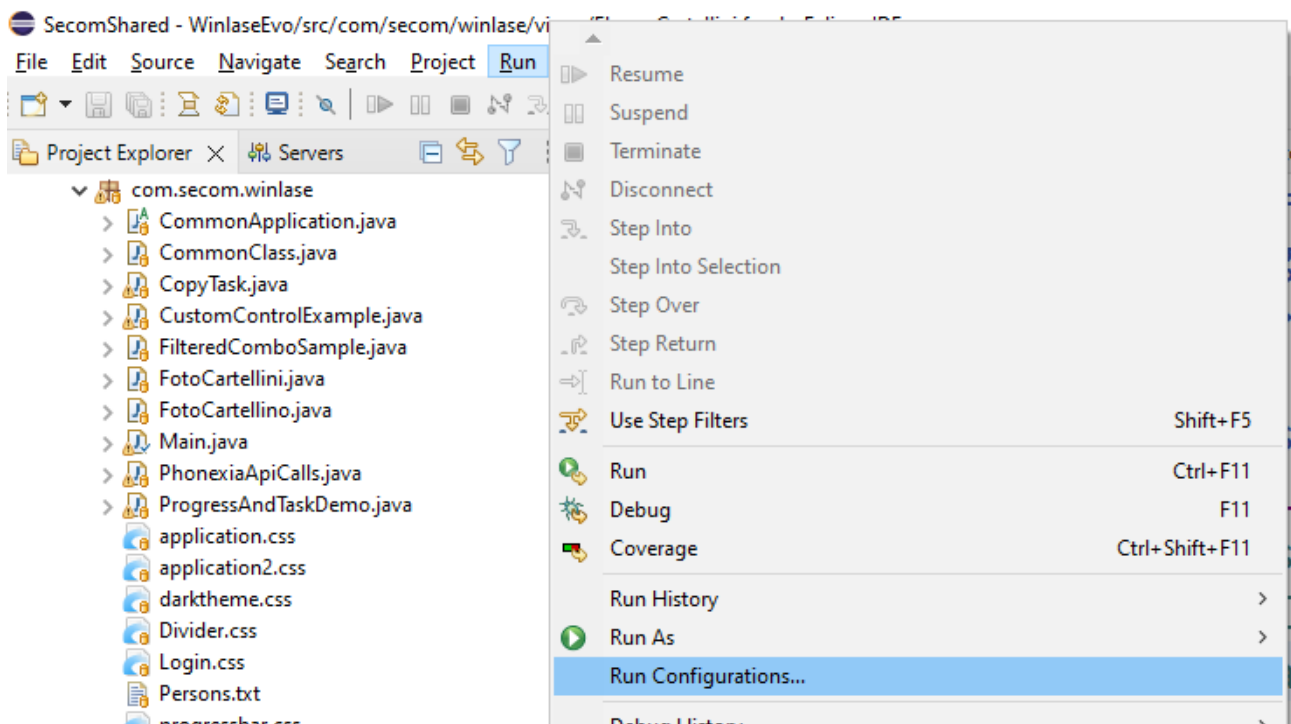 SecomShared - WinlaseEvo/src/com/secom/winlase/vi
File Edit Source Navigate Search Project Run
Project Explorer Servers
com.secom.winlase
CommonApplication.java
CommonClass.java
CopyTask.java
CustomControlExample.java
FilteredComboSample.java
FotoCartellini.java
FotoCartellino.java
Main.java
PhonexiaApiCalls.java
ProgressAndTaskDemo.java
application.css
application2.css
darktheme.css
Divider.css
Login.css
Persons.txt
Resume
Suspend
Terminate
Disconnect
Step Into
Step Into Selection
Step Over
Step Return
Run to Line
Use Step Filters Shift+F5
Run Ctrl+F11
Debug F11
Coverage Ctrl+Shift+F11
Run History
Run As
Run Configurations...
Debug History